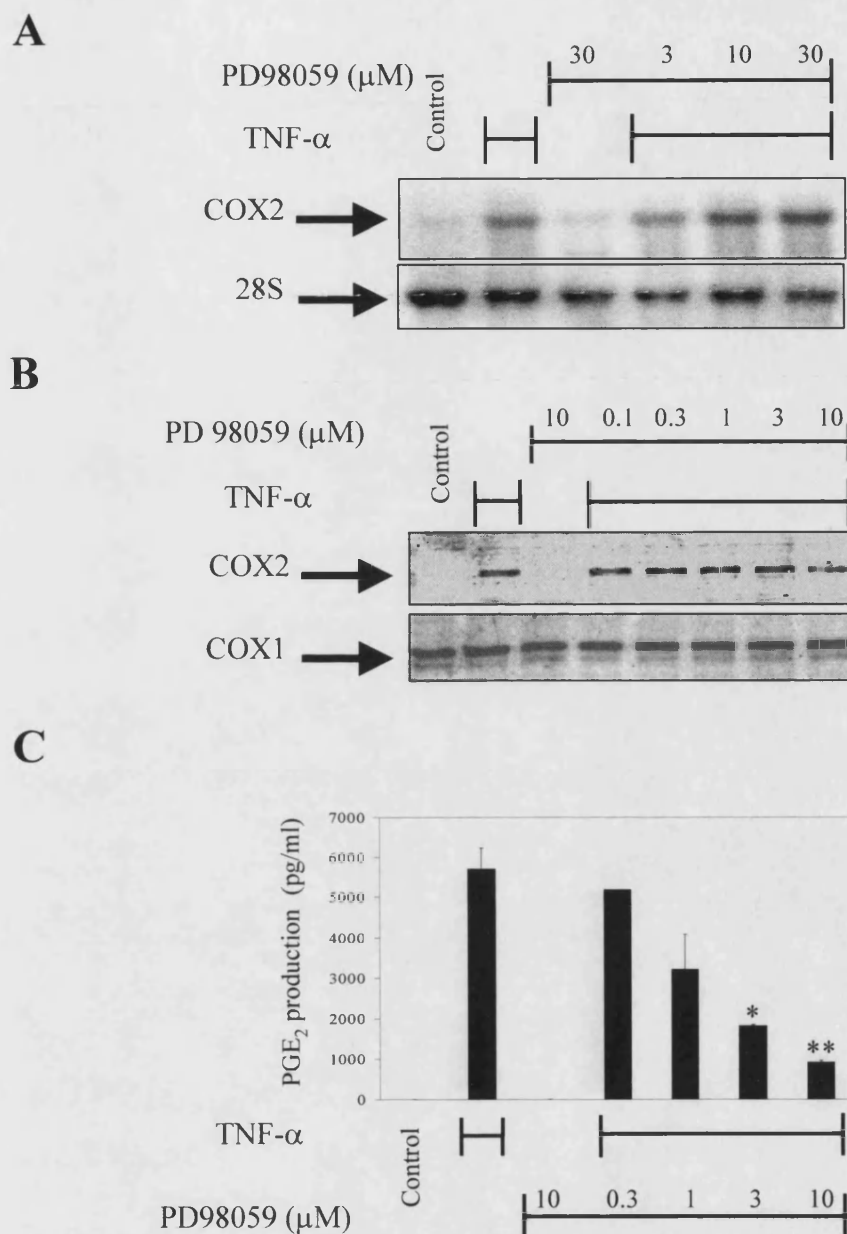 A
PD98059 (μM)
30 3 10 30
Control
TNF-α
COX2
28S
B
PD 98059 (μM)
10 0.1 0.3 1 3 10
Control
TNF-α
COX2
COX1
C
PGE2 production (pg/ml)
7000
6000
5000
4000
3000
2000
1000
0
*
**
TNF-α
Control
PD98059 (μM)
10 0.3 1 3 10